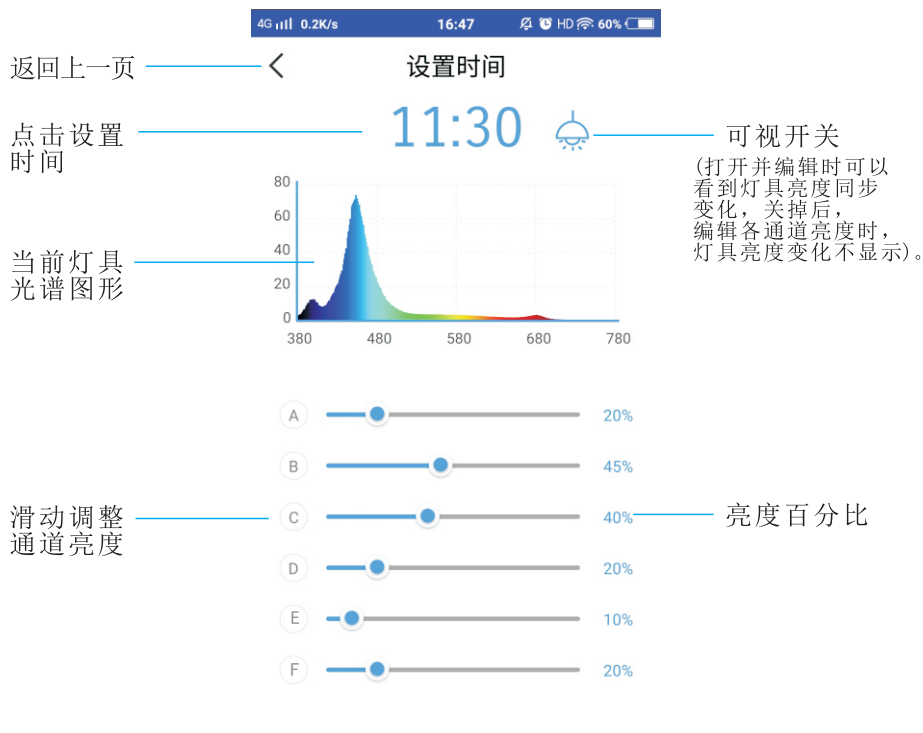 4G 0.2K/s 16:47 HD 60%
返回上一页
设置时间
点击设置
时间
11:30
可视开关
(打开并编辑时可以
看到灯具亮度同步
变化，关掉后，
编辑各通道亮度时，
灯具亮度变化不显示)。
当前灯具
光谱图形
80
60
40
20
0
380 480 580 680 780
A 20%
B 45%
滑动调整
通道亮度
C 40%
亮度百分比
D 20%
E 10%
F 20%